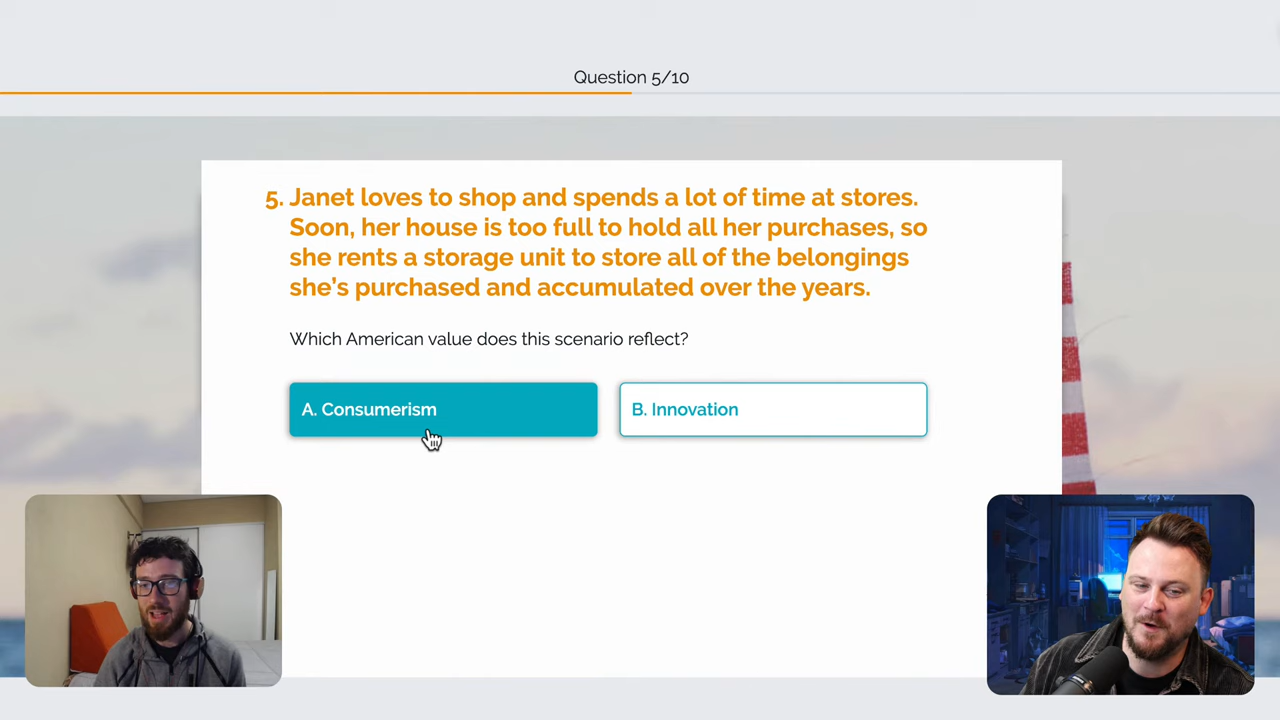 Question 5/10
5. Janet loves to shop and spends a lot of time at stores.
Soon, her house is too full to hold all her purchases, so
she rents a storage unit to store all of the belongings
she's purchased and accumulated over the years.
Which American value does this scenario reflect?
A. Consumerism
B. Innovation